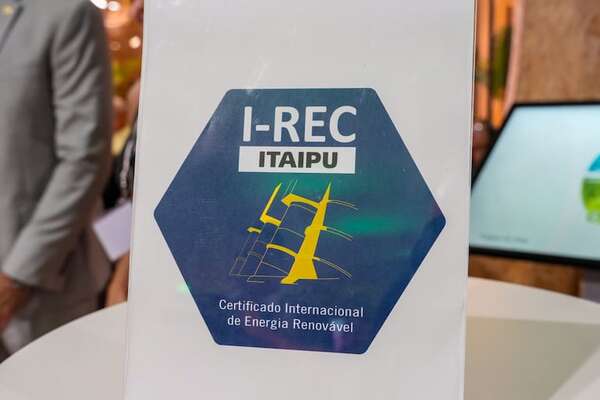 I-REC
ITAIPU
Certificado Internacional
de Energia Renovável